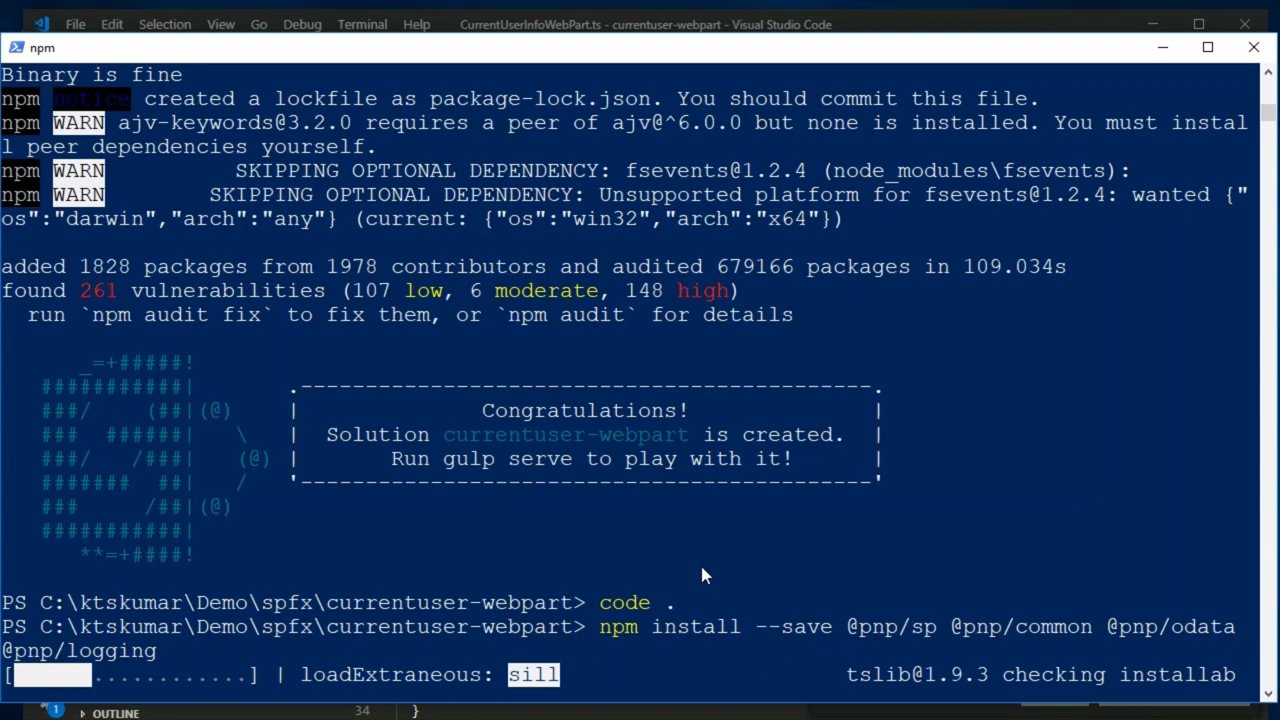 File Edit Selection View Go Debug Terminal Help CurrentUserInfoWebPart.ts - currentuser-webpart - Visual Studio Code
npm
Binary is fine
npm notice created a lockfile as package-lock.json. You should commit this file.
npm WARN ajv-keywords@3.2.0 requires a peer of ajv@^6.0.0 but none is installed. You must instal
l peer dependencies yourself.
npm WARN SKIPPING OPTIONAL DEPENDENCY: fsevents@1.2.4 (node_modules\fsevents):
npm WARN SKIPPING OPTIONAL DEPENDENCY: Unsupported platform for fsevents@1.2.4: wanted {"
os":"darwin","arch":"any"} (current: {"os":"win32","arch":"x64"})
added 1828 packages from 1978 contributors and audited 679166 packages in 109.034s
found 261 vulnerabilities (107 low, 6 moderate, 148 high)
run `npm audit fix` to fix them, or `npm audit` for details
_=+#####!
###########| .--------------------------------------------.
###/    (##|(@) | Congratulations! |
###  ######|   \ | Solution currentuser-webpart is created. |
###/   /###|   (@) | Run gulp serve to play with it! |
#######  ##|   / '--------------------------------------------'
###     /##|(@)
###########|
**=+####!
PS C:\ktskumar\Demo\spfx\currentuser-webpart> code .
PS C:\ktskumar\Demo\spfx\currentuser-webpart> npm install --save @pnp/sp @pnp/common @pnp/odata
@pnp/logging
[      ............] | loadExtraneous: sill tslib@1.9.3 checking installab
1 OUTLINE 34 }